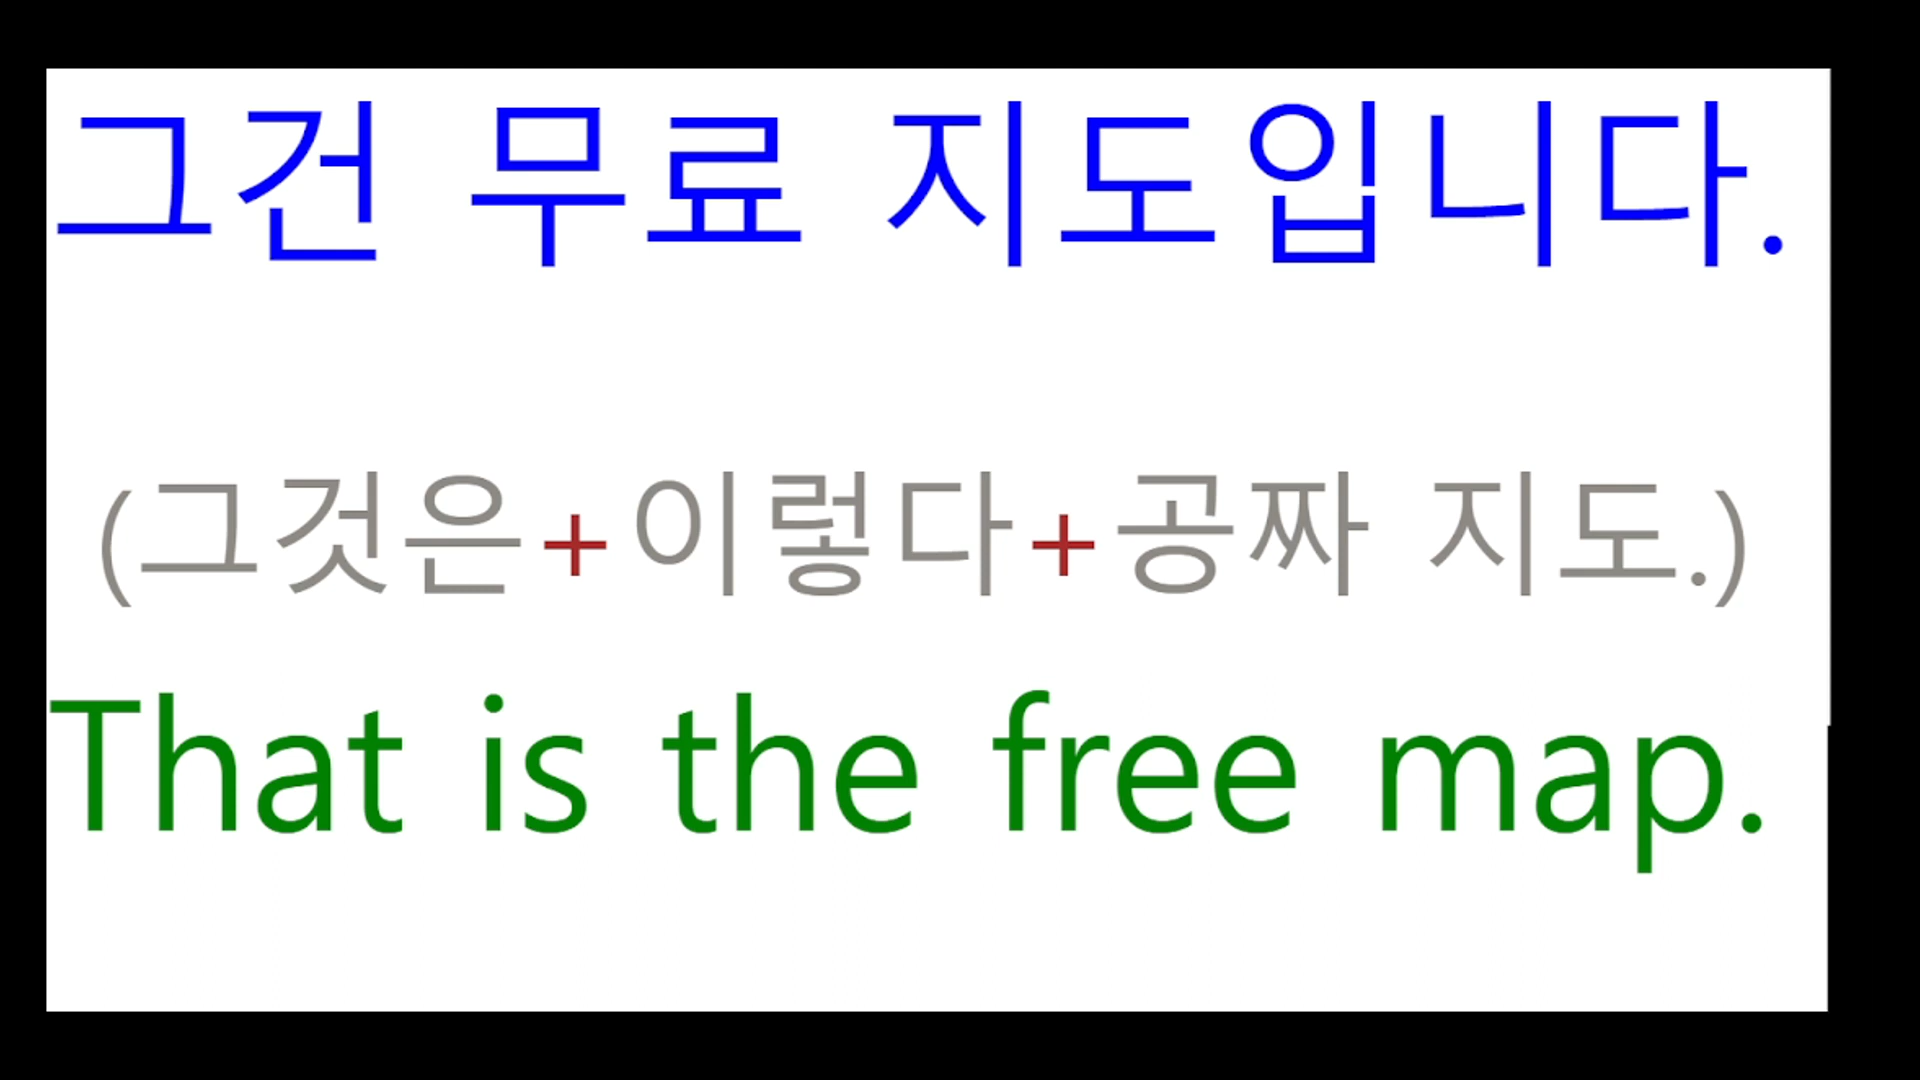 그건 무료 지도입니다.
(그것은+이렇다+공짜 지도.)
That is the free map.